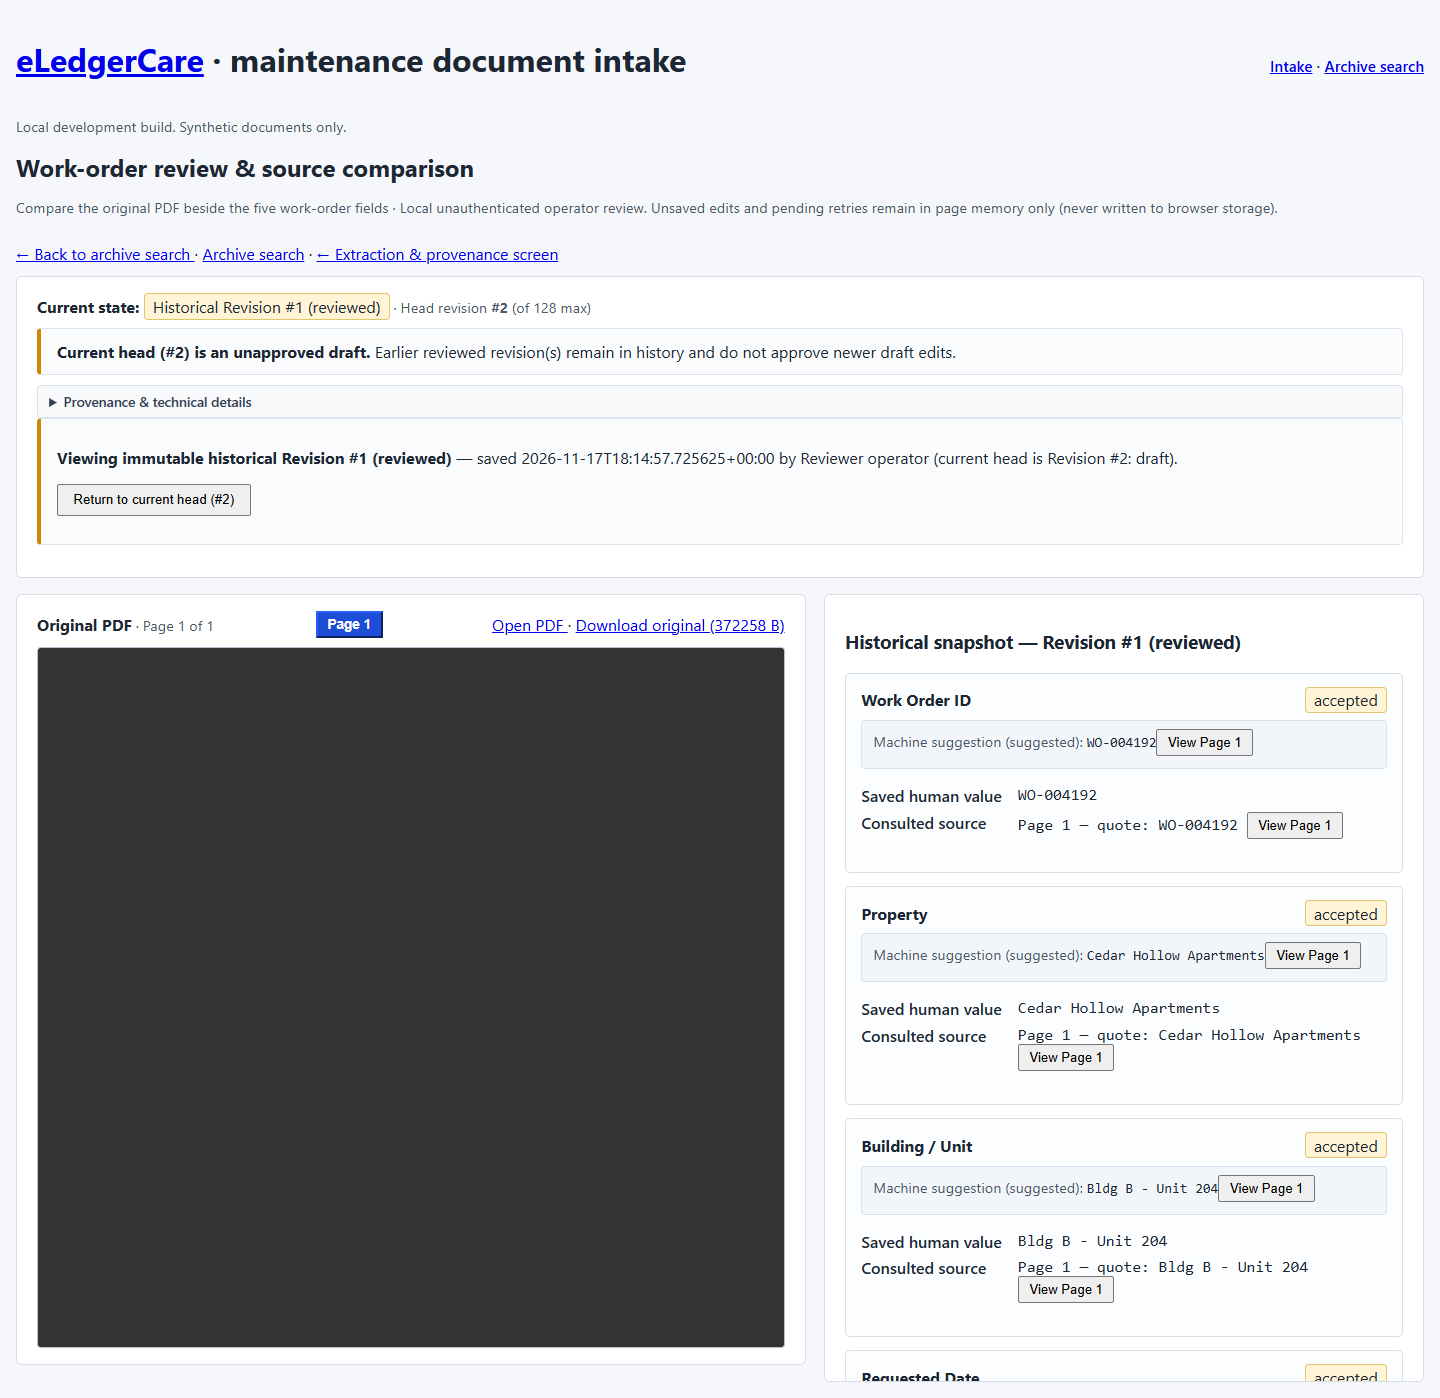 eLedgerCare · maintenance document intake
Intake · Archive search
Local development build. Synthetic documents only.
Work-order review & source comparison
Compare the original PDF beside the five work-order fields · Local unauthenticated operator review. Unsaved edits and pending retries remain in page memory only (never written to browser storage).
← Back to archive search · Archive search · ← Extraction & provenance screen
Current state: Historical Revision #1 (reviewed) · Head revision #2 (of 128 max)
Current head (#2) is an unapproved draft. Earlier reviewed revision(s) remain in history and do not approve newer draft edits.
▶ Provenance & technical details
Viewing immutable historical Revision #1 (reviewed) — saved 2026-11-17T18:14:57.725625+00:00 by Reviewer operator (current head is Revision #2: draft).
Return to current head (#2)
Original PDF · Page 1 of 1
Page 1
Open PDF · Download original (372258 B)
Historical snapshot — Revision #1 (reviewed)
Work Order ID
accepted
Machine suggestion (suggested): WO-004192 View Page 1
Saved human value WO-004192
Consulted source Page 1 — quote: WO-004192 View Page 1
Property
accepted
Machine suggestion (suggested): Cedar Hollow Apartments View Page 1
Saved human value Cedar Hollow Apartments
Consulted source Page 1 — quote: Cedar Hollow Apartments
View Page 1
Building / Unit
accepted
Machine suggestion (suggested): Bldg B - Unit 204 View Page 1
Saved human value Bldg B - Unit 204
Consulted source Page 1 — quote: Bldg B - Unit 204
View Page 1
Requested Date
accepted